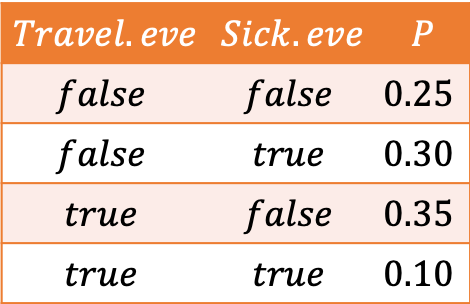 Travel.eve Sick.eve P
false false 0.25
false true 0.30
true false 0.35
true true 0.10